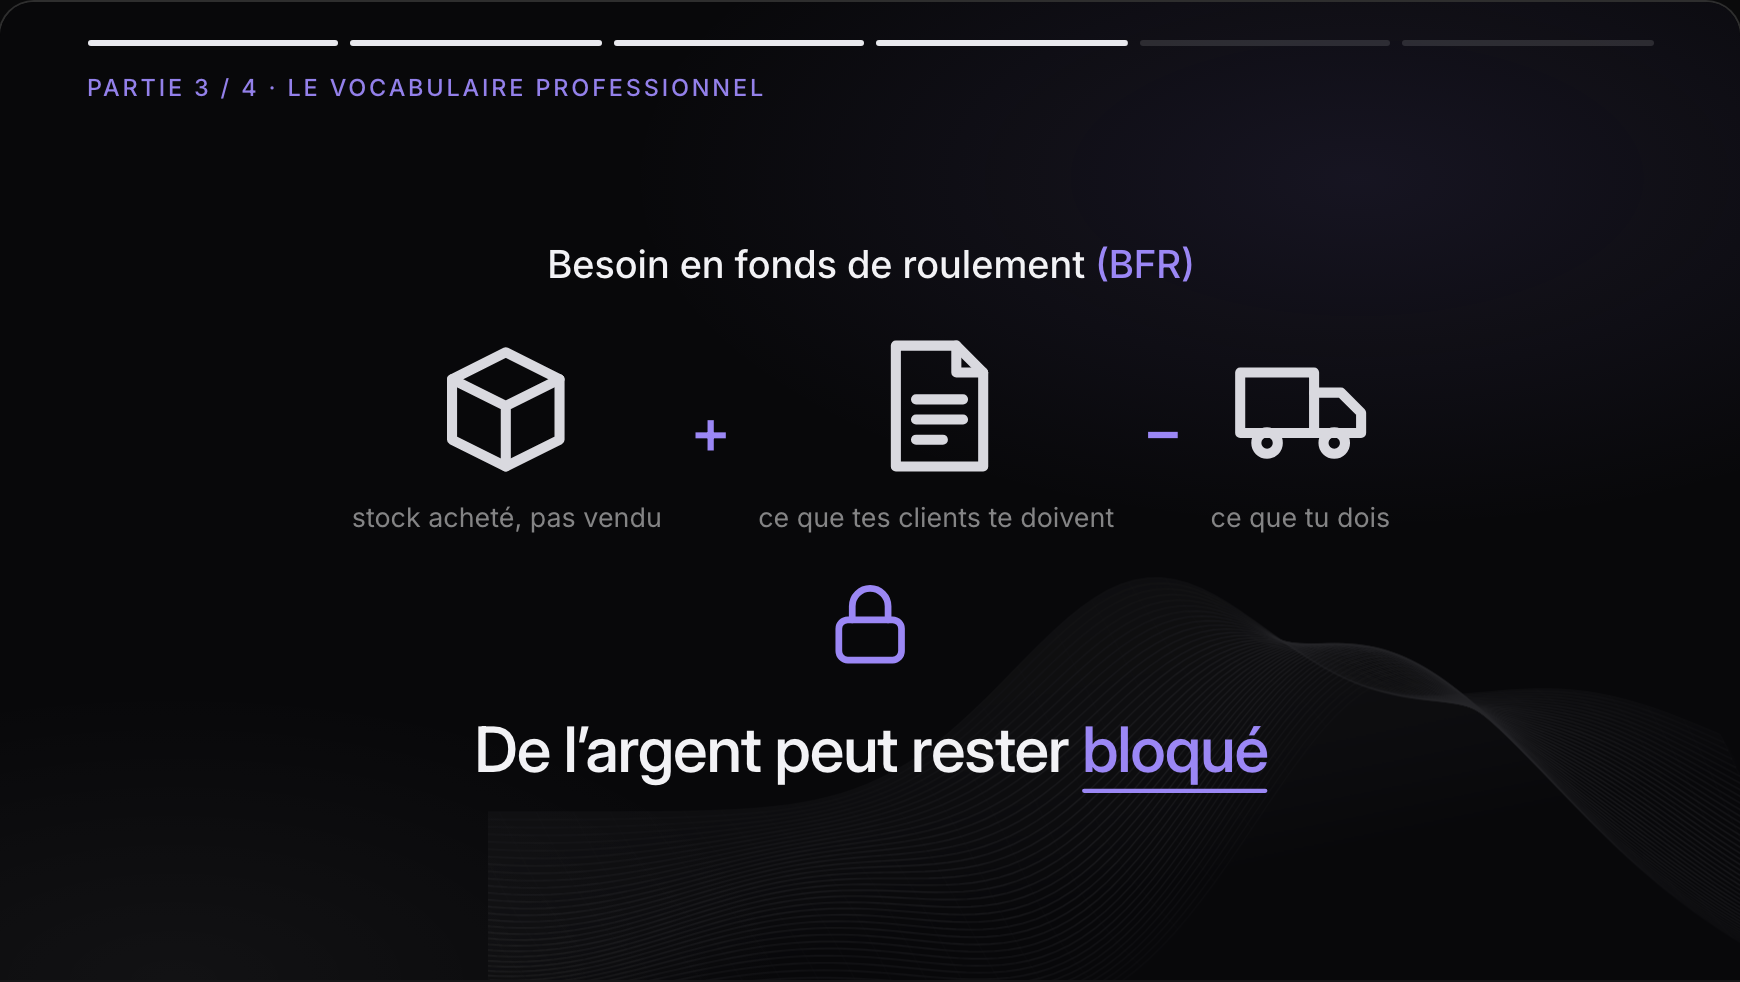 PARTIE 3 / 4 · LE VOCABULAIRE PROFESSIONNEL
Besoin en fonds de roulement (BFR)
+ −
stock acheté, pas vendu ce que tes clients te doivent ce que tu dois
De l’argent peut rester bloqué